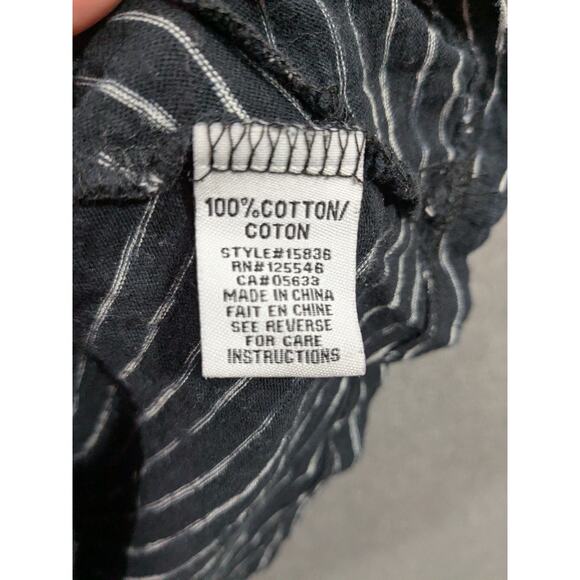 100%COTTON/
COTON
STYLE#15836
RN#125546
CA#05633
MADE IN CHINA
FAIT EN CHINE
SEE REVERSE
FOR CARE
INSTRUCTIONS